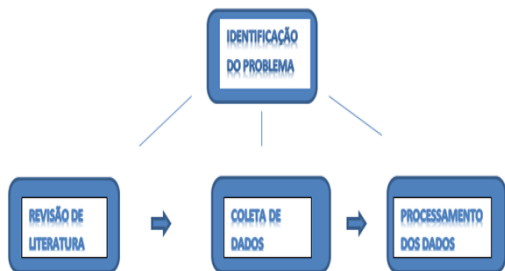 IDENTIFICAÇÃO
DO PROBLEMA
REVISÃO DE
LITERATURA
COLETA DE
DADOS
PROCESSAMENTO
DOS DADOS